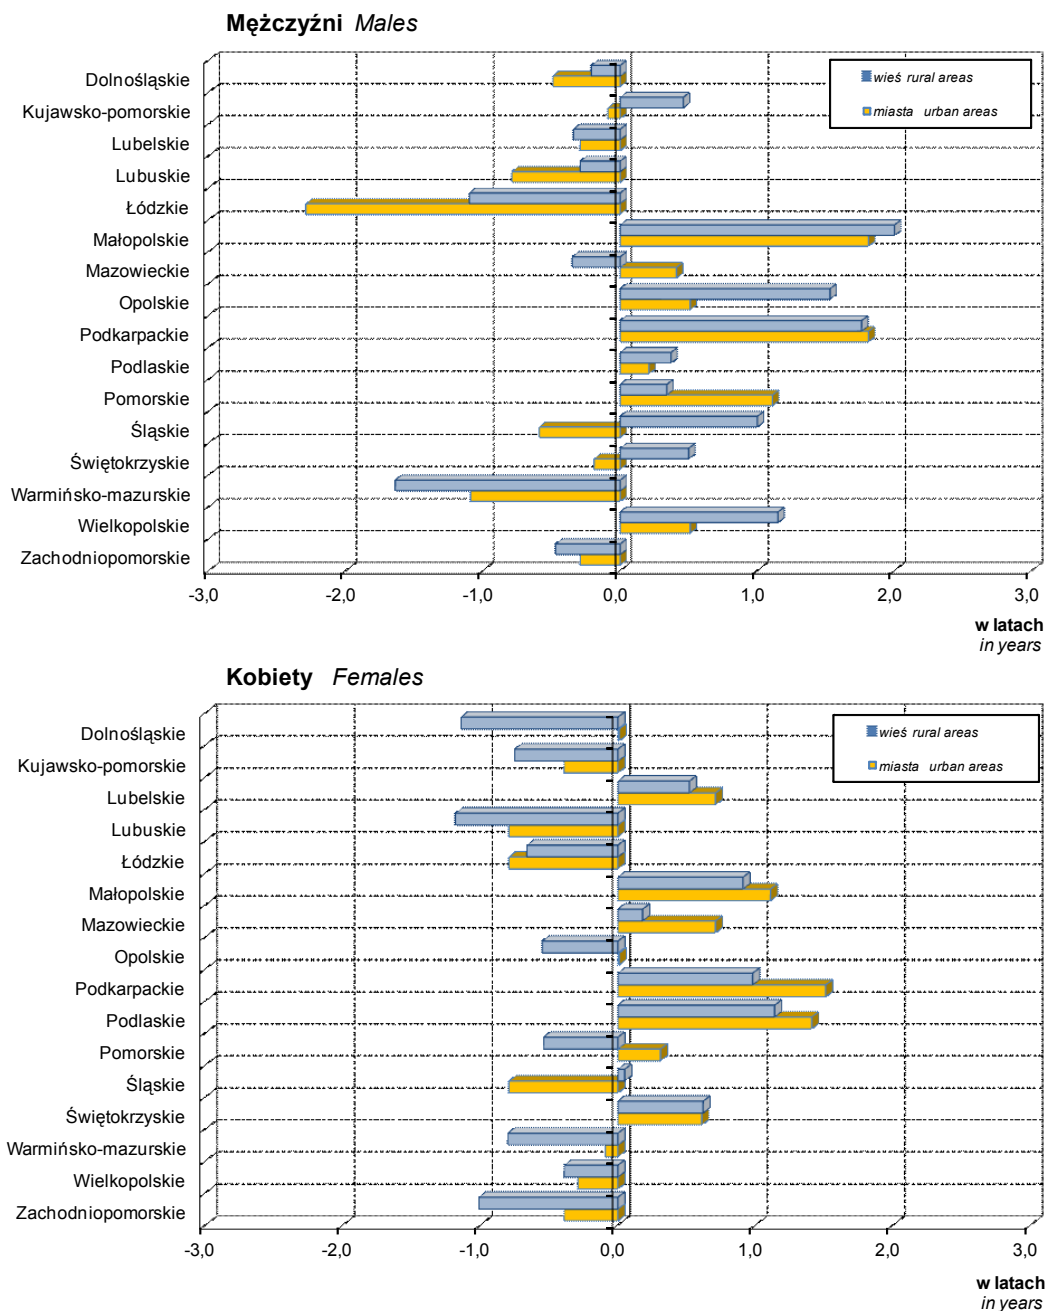 Mężczyźni Males
wieś rural areas
miasta urban areas
Dolnośląskie
Kujawsko-pomorskie
Lubelskie
Lubuskie
Łódzkie
Małopolskie
Mazowieckie
Opolskie
Podkarpackie
Podlaskie
Pomorskie
Śląskie
Świętokrzyskie
Warmińsko-mazurskie
Wielkopolskie
Zachodniopomorskie
-3,0 -2,0 -1,0 0,0 1,0 2,0 3,0
w latach
in years
Kobiety Females
wieś rural areas
miasta urban areas
Dolnośląskie
Kujawsko-pomorskie
Lubelskie
Lubuskie
Łódzkie
Małopolskie
Mazowieckie
Opolskie
Podkarpackie
Podlaskie
Pomorskie
Śląskie
Świętokrzyskie
Warmińsko-mazurskie
Wielkopolskie
Zachodniopomorskie
-3,0 -2,0 -1,0 0,0 1,0 2,0 3,0
w latach
in years